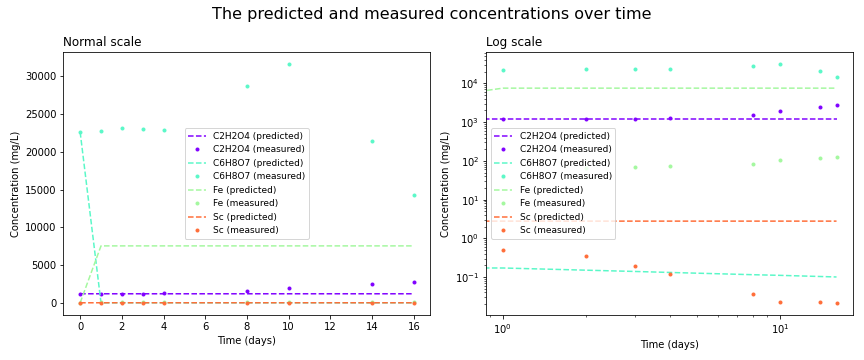 The predicted and measured concentrations over time
Normal scale
Concentration (mg/L)
30000
25000
20000
15000
10000
5000
0
C2H2O4 (predicted)
C2H2O4 (measured)
C6H8O7 (predicted)
C6H8O7 (measured)
Fe (predicted)
Fe (measured)
Sc (predicted)
Sc (measured)
0 2 4 6 8 10 12 14 16
Time (days)
Log scale
Concentration (mg/L)
10⁴
10³
10²
10¹
10⁰
10⁻¹
C2H2O4 (predicted)
C2H2O4 (measured)
C6H8O7 (predicted)
C6H8O7 (measured)
Fe (predicted)
Fe (measured)
Sc (predicted)
Sc (measured)
10⁰ 10¹
Time (days)